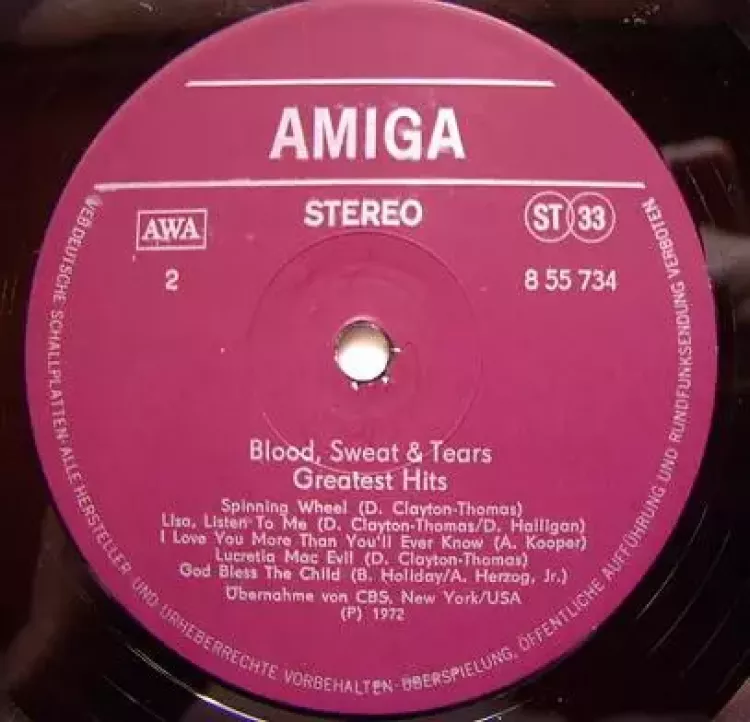 AMIGA
STEREO
AWA
ST 33
2
8 55 734
Blood, Sweat & Tears
Greatest Hits
Spinning Wheel (D. Clayton-Thomas)
Lisa, Listen To Me (D. Clayton-Thomas/D. Halligan)
I Love You More Than You'll Ever Know (A. Kooper)
Lucretia Mac Evil (D. Clayton-Thomas)
God Bless The Child (B. Holiday/A. Herzog, Jr.)
Übernahme von CBS, New York/USA
(P) 1972
VEB DEUTSCHE SCHALLPLATTEN · ALLE HERSTELLER- UND URHEBERRECHTE VORBEHALTEN · ÜBERSPIELUNG, ÖFFENTLICHE AUFFÜHRUNG UND RUNDFUNKSENDUNG VERBOTEN